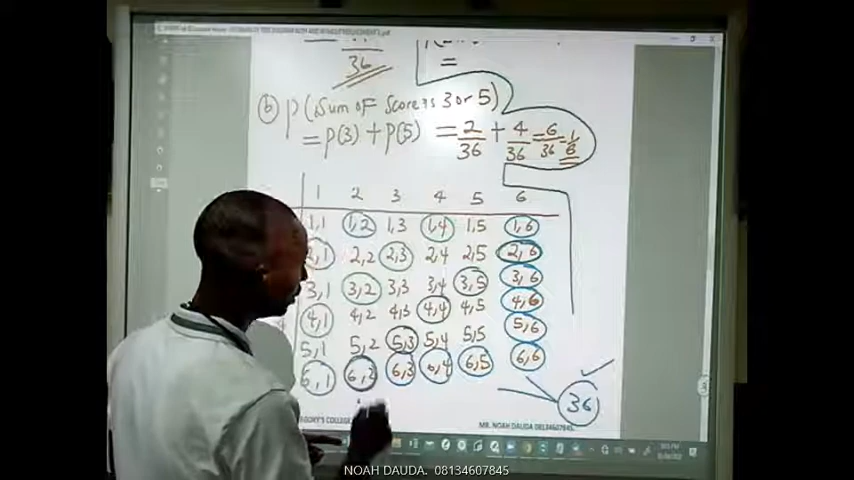 36
=
(b) P(Sum of Score is 3 or 5)
= P(3) + P(5) = 2/36 + 4/36 = 6/36 = 1/6
1 2 3 4 5 6
1,1 1,2 1,3 1,4 1,5 1,6
2,1 2,2 2,3 2,4 2,5 2,6
3,1 3,2 3,3 3,4 3,5 3,6
4,1 4,2 4,3 4,4 4,5 4,6
5,1 5,2 5,3 5,4 5,5 5,6
6,1 6,2 6,3 6,4 6,5 6,6
36
GORY'S COLLEGE
MR. NOAH DAUDA 08134607845
NOAH DAUDA. 08134607845